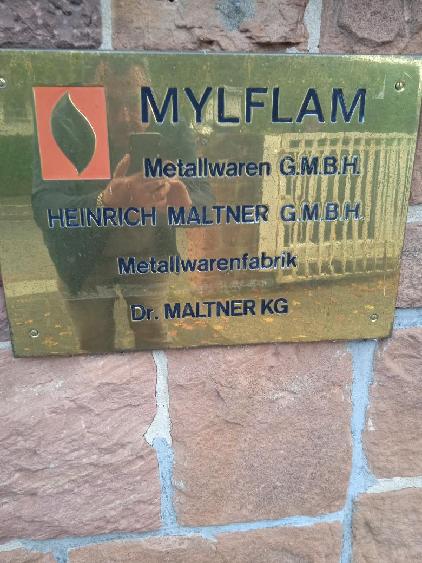 MYLFLAM
Metallwaren G.M.B.H.
HEINRICH MALTNER G.M.B.H.
Metallwarenfabrik
Dr. MALTNER KG